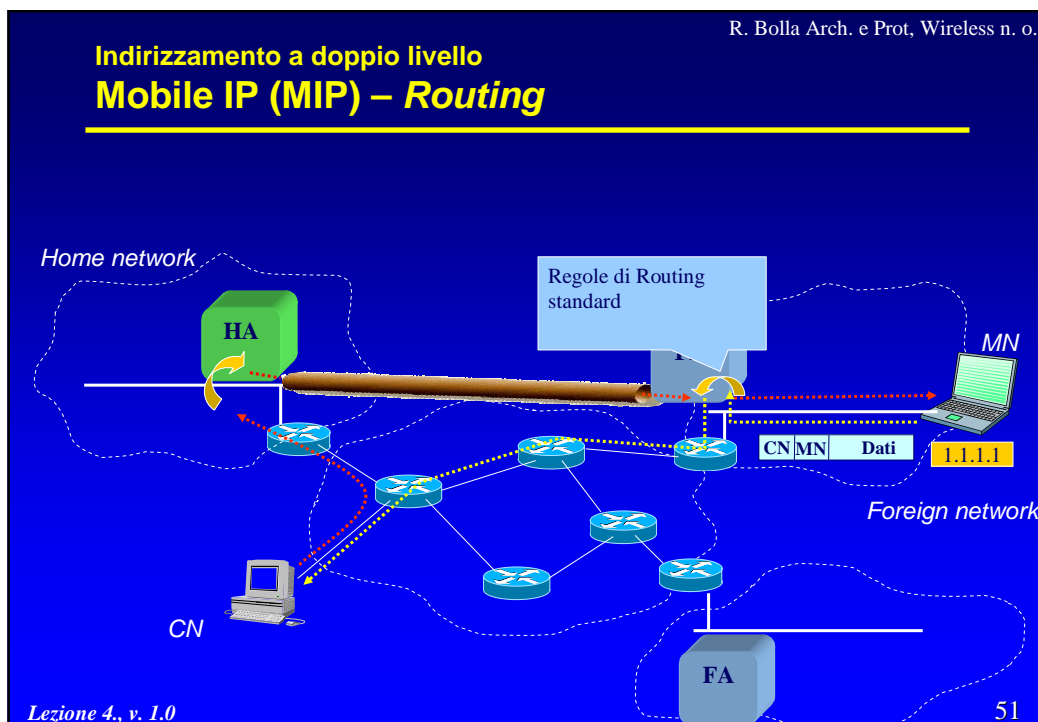 R. Bolla Arch. e Prot, Wireless n. o.
Indirizzamento a doppio livello
Mobile IP (MIP) – Routing
Home network
Regole di Routing
standard
HA
MN
CN MN Dati
1.1.1.1
Foreign network
CN
FA
Lezione 4., v. 1.0
51